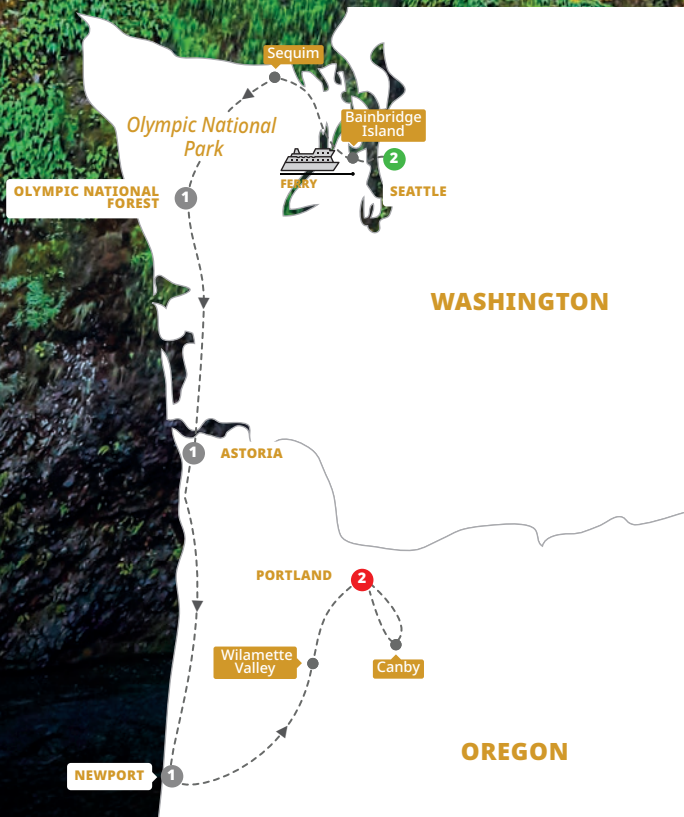 Sequim
Bainbridge
Island
Olympic National
Park
2
FERRY
SEATTLE
OLYMPIC NATIONAL
FOREST
1
WASHINGTON
1
ASTORIA
PORTLAND
2
Wilamette
Valley
Canby
OREGON
NEWPORT
1